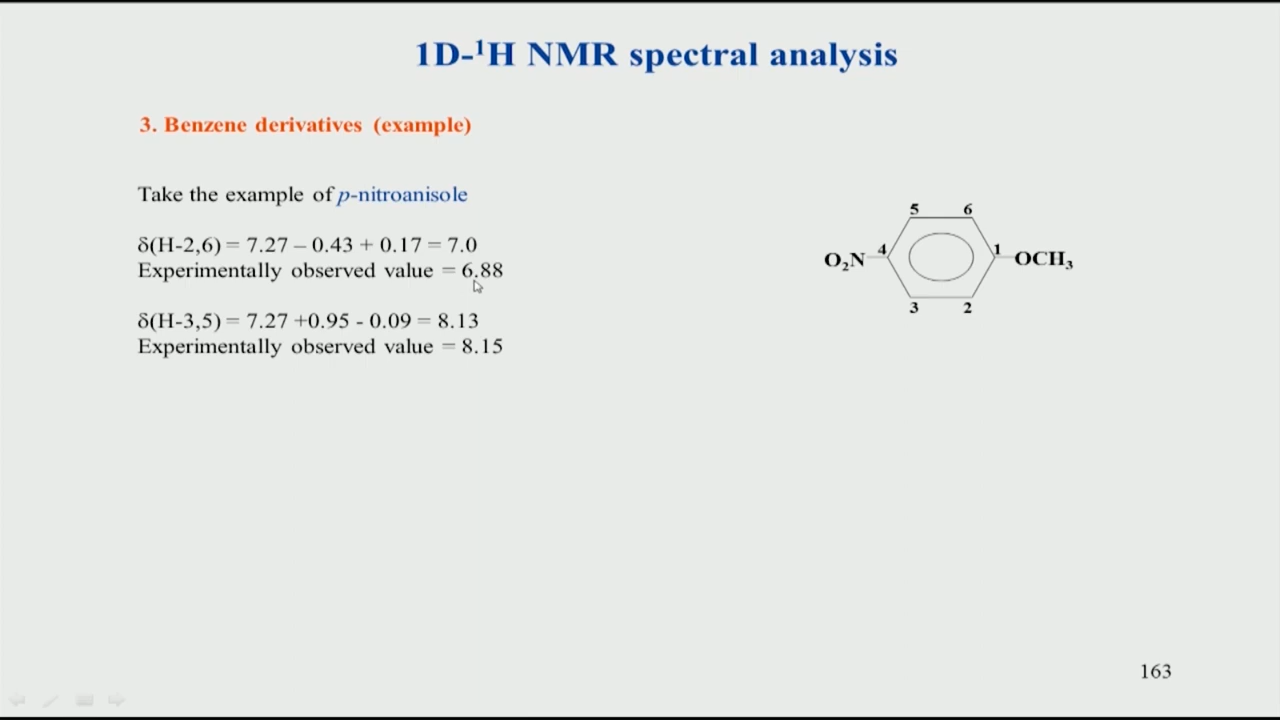 1D-¹H NMR spectral analysis
3. Benzene derivatives (example)
Take the example of p-nitroanisole
δ(H-2,6) = 7.27 – 0.43 + 0.17 = 7.0
Experimentally observed value = 6.88
δ(H-3,5) = 7.27 +0.95 - 0.09 = 8.13
Experimentally observed value = 8.15
5 6
O₂N 4 1 OCH₃
3 2
163